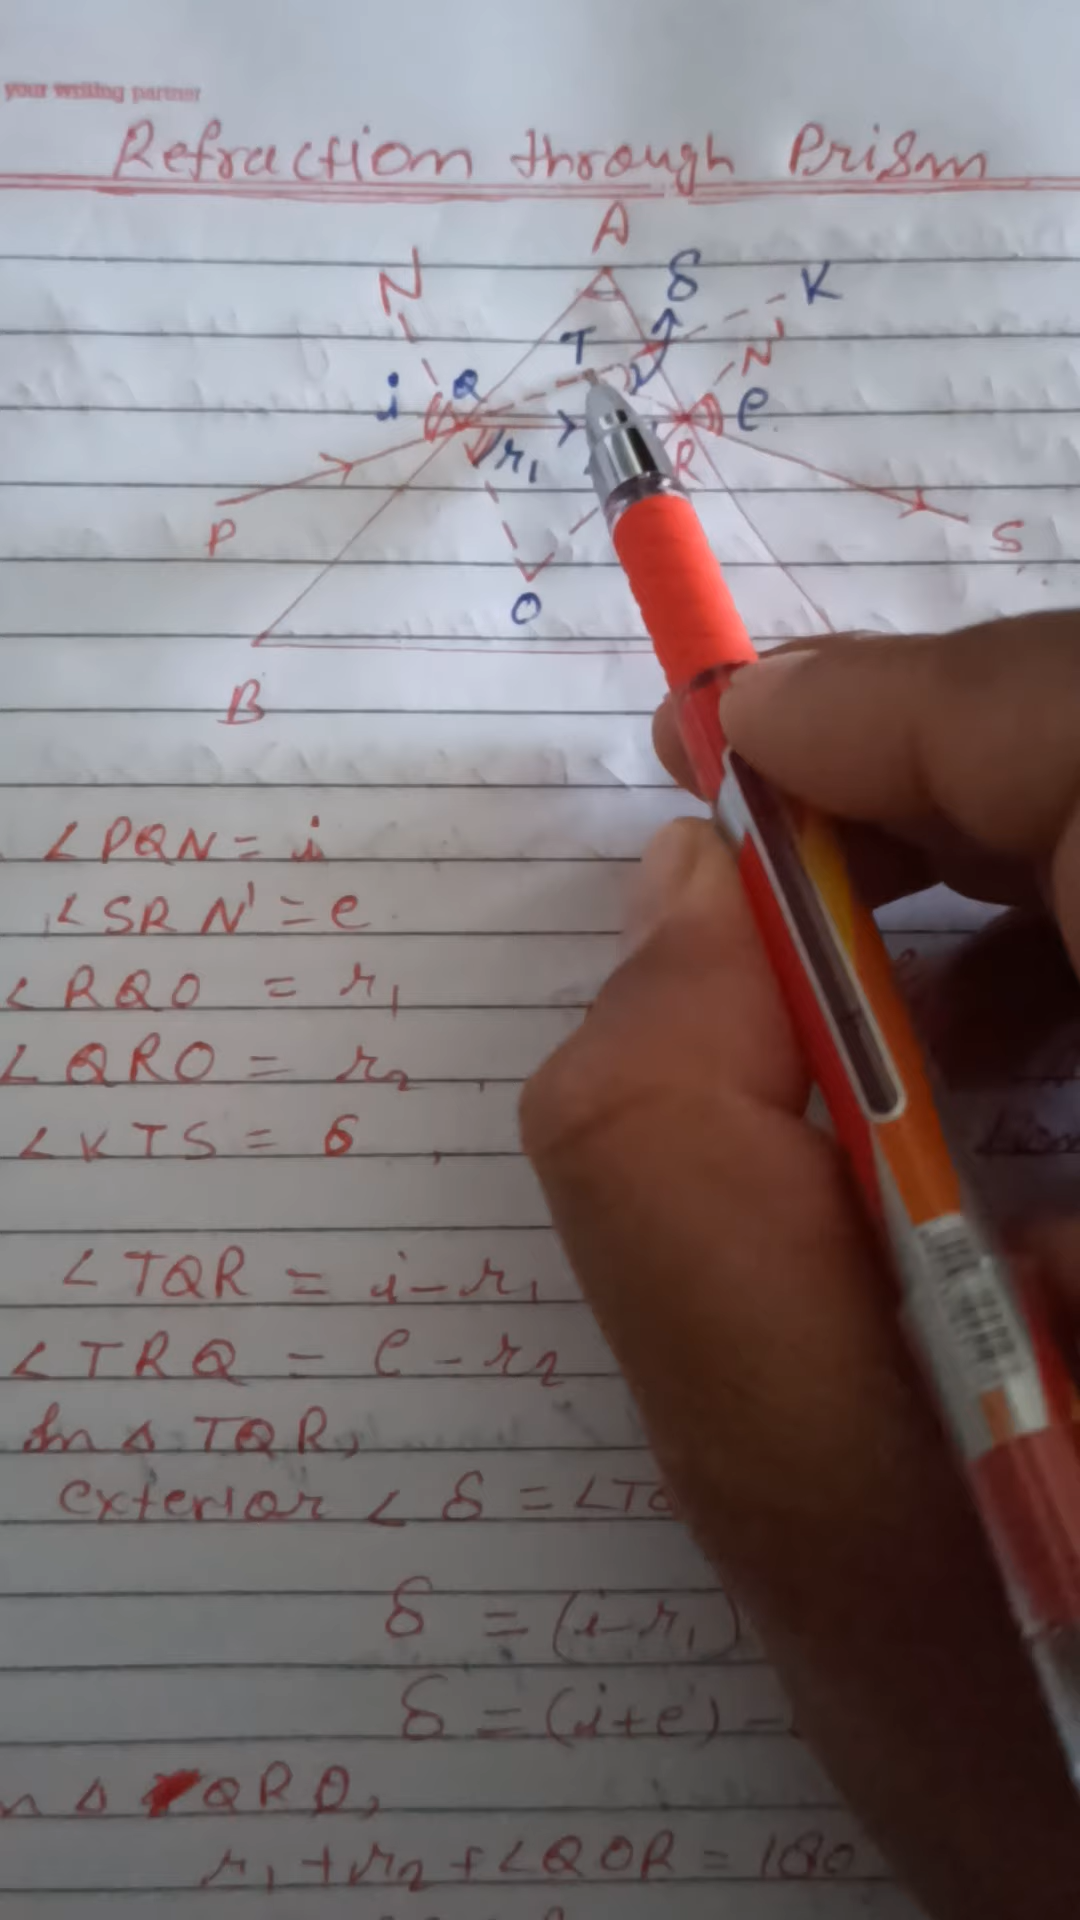 your writing partner
Refraction through Prism
A
N
δ
K
T
N'
i
Q
e
r₁
R
P
S
O
B
∠PQN = i
∠SRN' = e
∠RQO = r₁
∠QRO = r₂
∠KTS = δ
∠TQR = i - r₁
∠TRQ = e - r₂
In Δ TQR,
exterior ∠ δ = ∠TQ
δ = (i - r₁)
δ = (i+e) -
n Δ QRO,
r₁ + r₂ + ∠QOR = 180